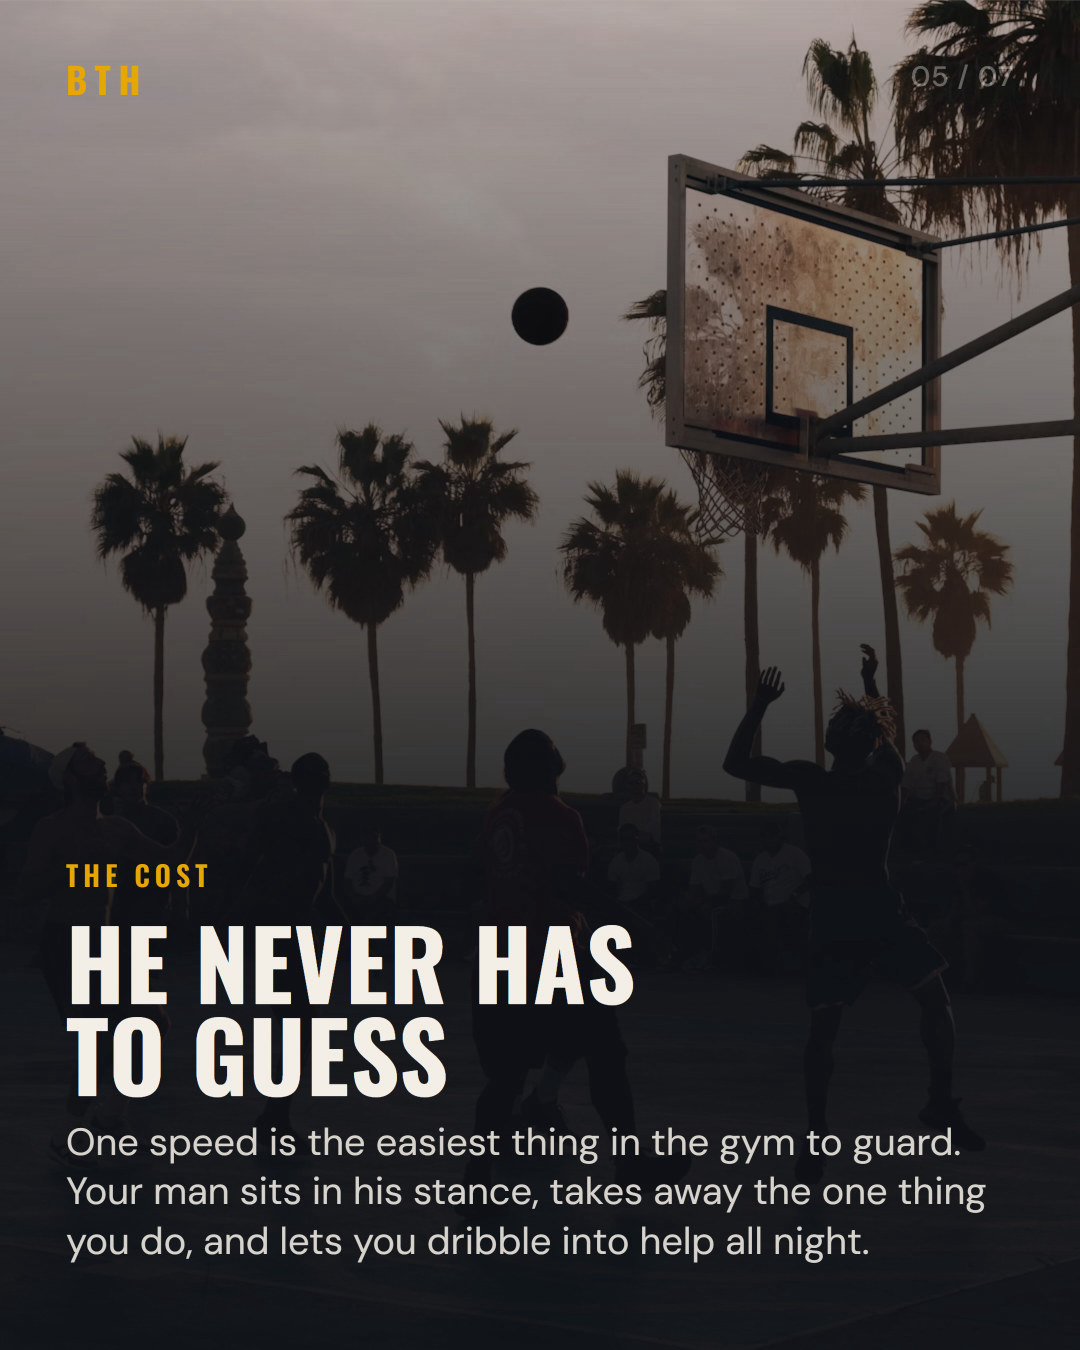 BTH
05 / 07
THE COST
HE NEVER HAS
TO GUESS
One speed is the easiest thing in the gym to guard.
Your man sits in his stance, takes away the one thing
you do, and lets you dribble into help all night.